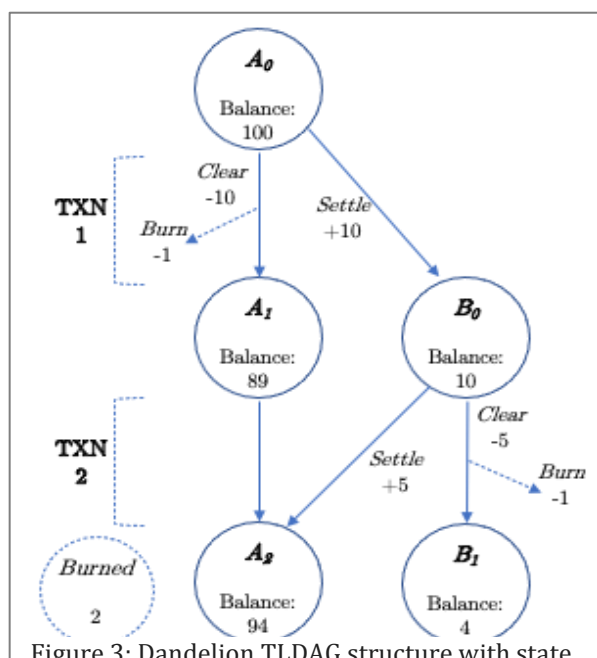 A0
Balance:
100
Clear
-10
Settle
+10
TXN
1
Burn
-1
A1
Balance:
89
B0
Balance:
10
Clear
-5
TXN
2
Settle
+5
Burn
-1
Burned
2
A2
Balance:
94
B1
Balance:
4
Figure 3: Dandelion TLDAG structure with state